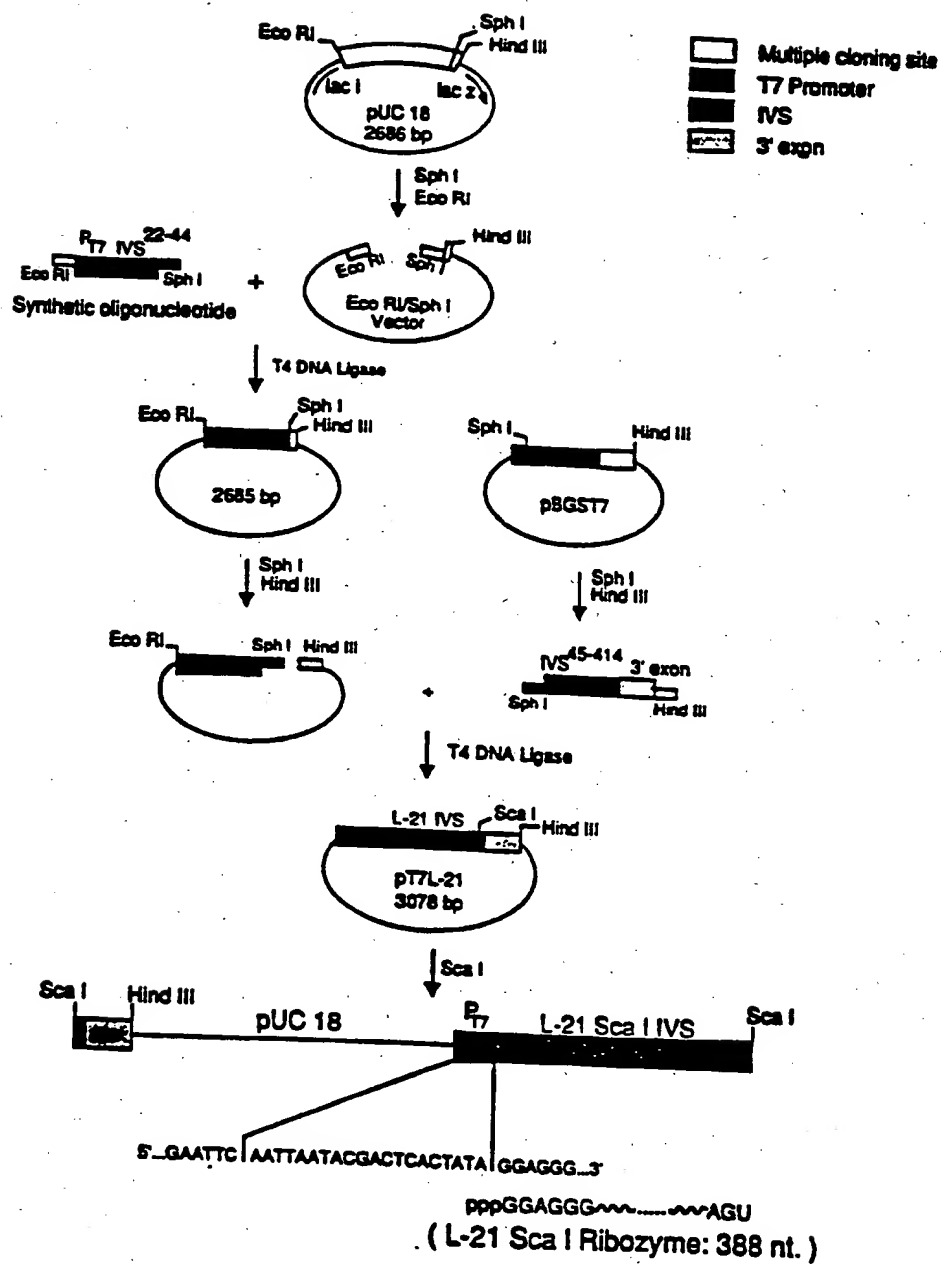 Eco RI
Sph I
Hind III
lac i
lac z
pUC 18
2686 bp
Multiple cloning site
T7 Promoter
IVS
3' exon
Sph I
Eco RI
PT7 IVS 22-44
Eco RI
Sph I
Synthetic oligonucleotide
+
Hind III
Eco RI
Sph I
Eco RI/Sph I
Vector
T4 DNA Ligase
Eco RI
Sph I
Hind III
2685 bp
Sph I
Hind III
pBGST7
Sph I
Hind III
Sph I
Hind III
Eco RI
Sph I
Hind III
+
IVS 45-414
3' exon
Sph I
Hind III
T4 DNA Ligase
L-21 IVS
Sca I
Hind III
pT7L-21
3078 bp
Sca I
Sca I
Hind III
pUC 18
PT7
L-21 Sca I IVS
Sca I
5'...GAATTC AATTAATACGACTCACTATA GGAGGG...3'
pppGGAGGG~~......~~AGU
( L-21 Sca I Ribozyme: 388 nt. )